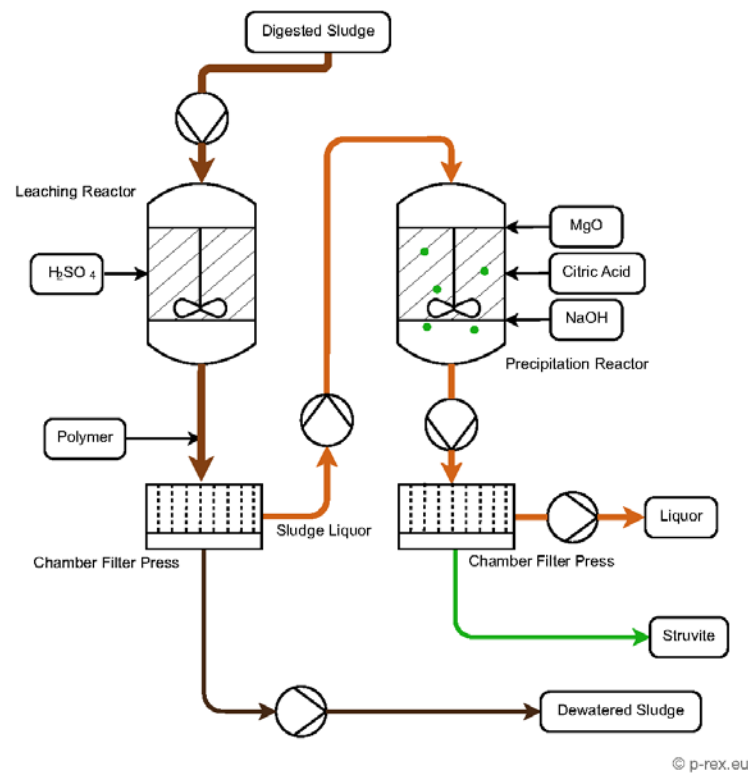 Digested Sludge
Leaching Reactor
H₂SO₄
MgO
Citric Acid
NaOH
Precipitation Reactor
Polymer
Sludge Liquor
Liquor
Chamber Filter Press
Chamber Filter Press
Struvite
Dewatered Sludge
© p-rex.eu